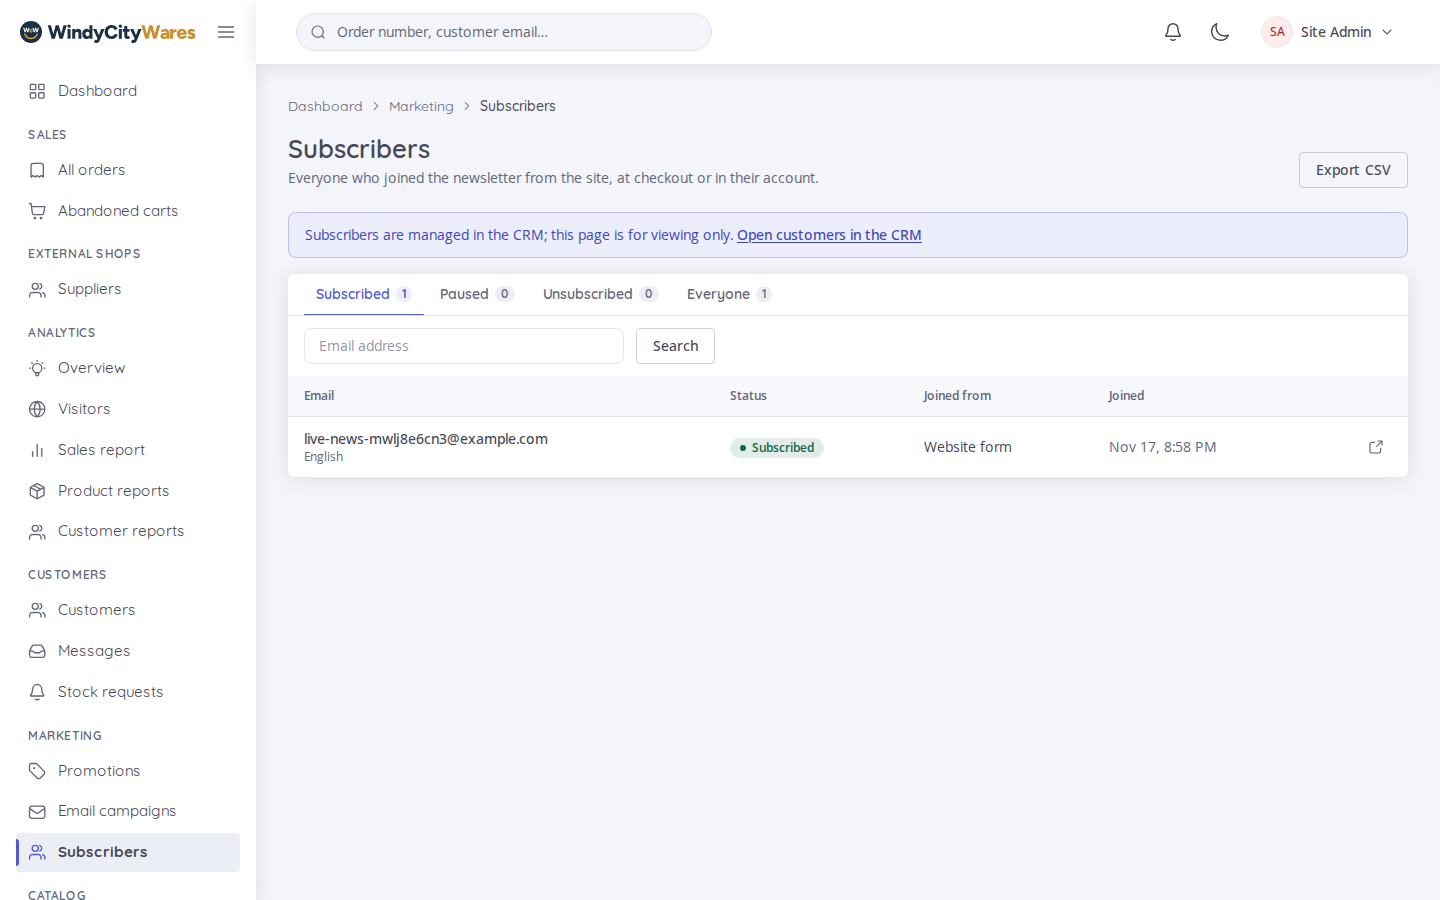 WindyCityWares
Order number, customer email...
SA
Site Admin
Dashboard
SALES
All orders
Abandoned carts
EXTERNAL SHOPS
Suppliers
ANALYTICS
Overview
Visitors
Sales report
Product reports
Customer reports
CUSTOMERS
Customers
Messages
Stock requests
MARKETING
Promotions
Email campaigns
Subscribers
CATALOG
Dashboard > Marketing > Subscribers
Subscribers
Everyone who joined the newsletter from the site, at checkout or in their account.
Export CSV
Subscribers are managed in the CRM; this page is for viewing only. Open customers in the CRM
Subscribed 1 Paused 0 Unsubscribed 0 Everyone 1
Email address
Search
Email Status Joined from Joined
live-news-mwlj8e6cn3@example.com Subscribed Website form Nov 17, 8:58 PM
English